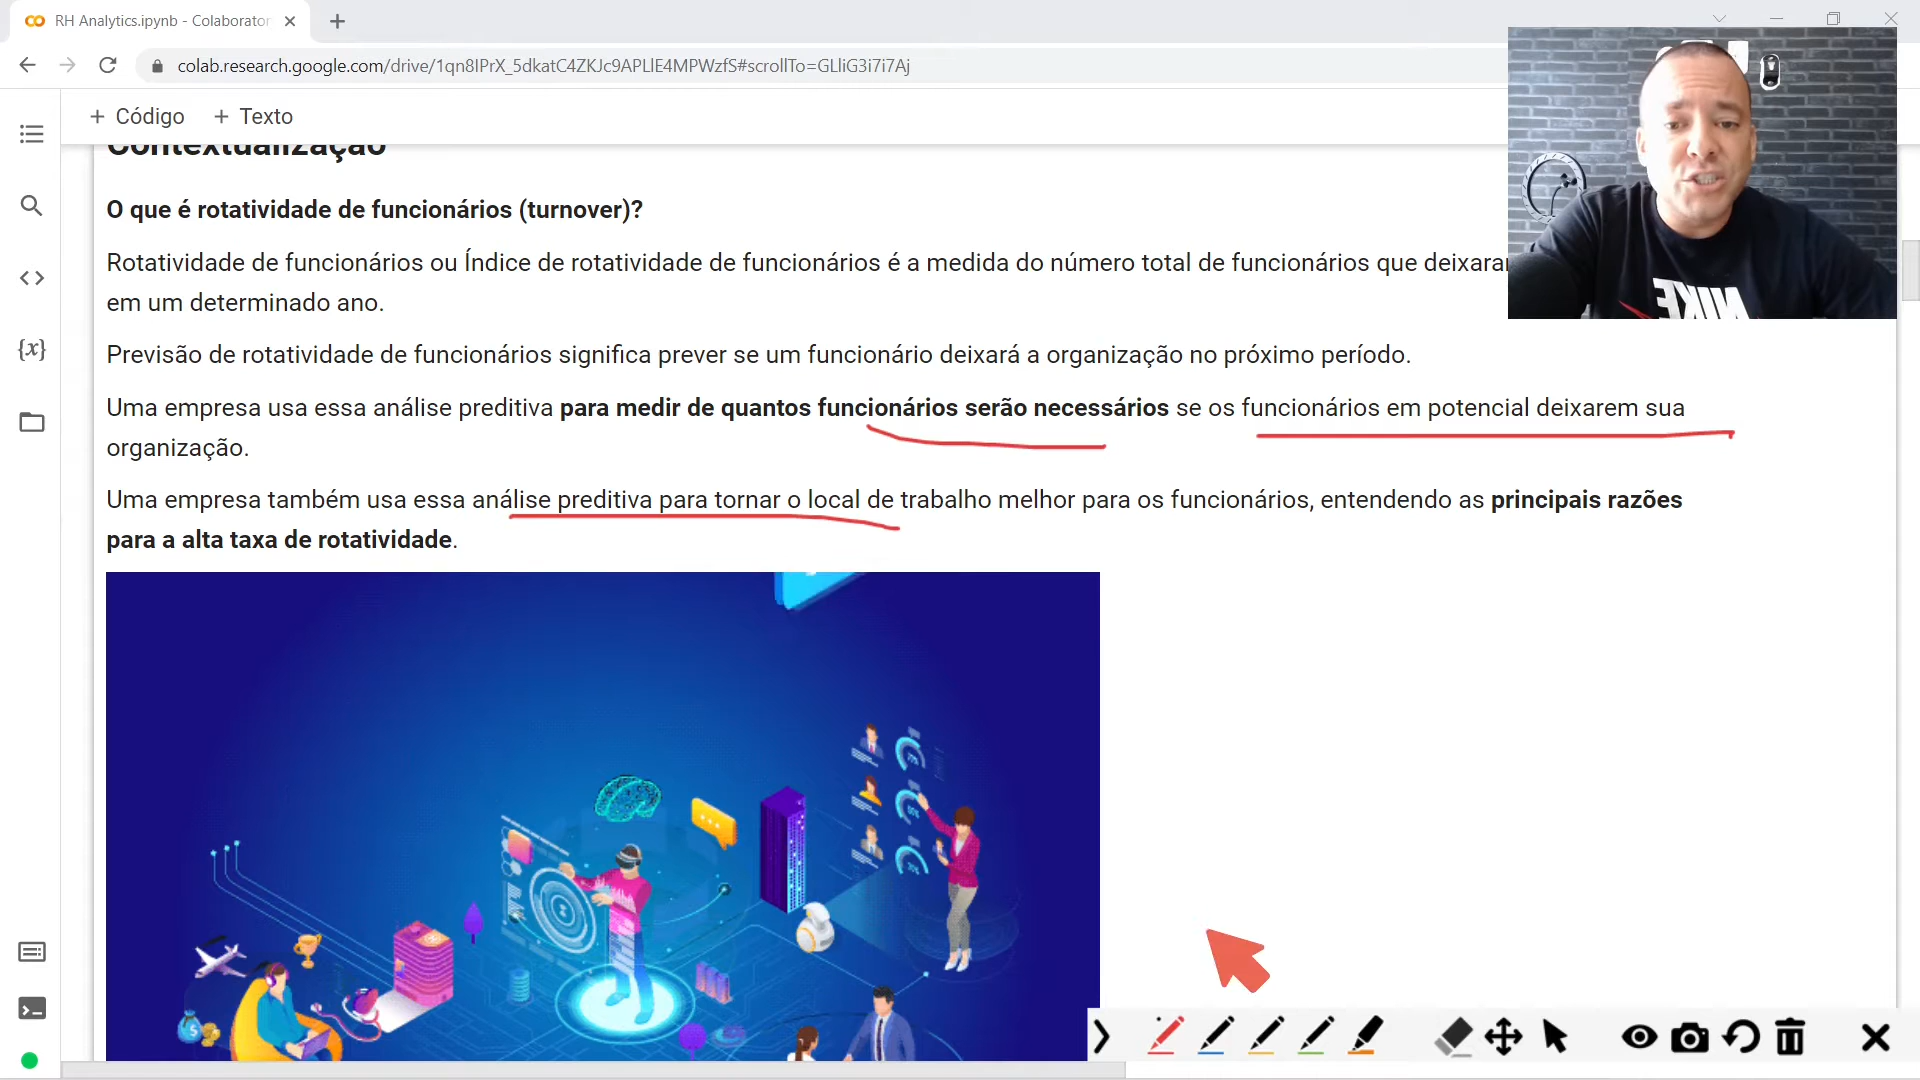 RH Analytics.ipynb - Colaborator
colab.research.google.com/drive/1qn8IPrX_5dkatC4ZKJc9APLlE4MPWzfS#scrollTo=GLliG3i7i7Aj
+ Código + Texto
Contextualização
O que é rotatividade de funcionários (turnover)?
Rotatividade de funcionários ou Índice de rotatividade de funcionários é a medida do número total de funcionários que deixaram
em um determinado ano.
Previsão de rotatividade de funcionários significa prever se um funcionário deixará a organização no próximo período.
Uma empresa usa essa análise preditiva para medir de quantos funcionários serão necessários se os funcionários em potencial deixarem sua
organização.
Uma empresa também usa essa análise preditiva para tornar o local de trabalho melhor para os funcionários, entendendo as principais razões
para a alta taxa de rotatividade.
NIKE